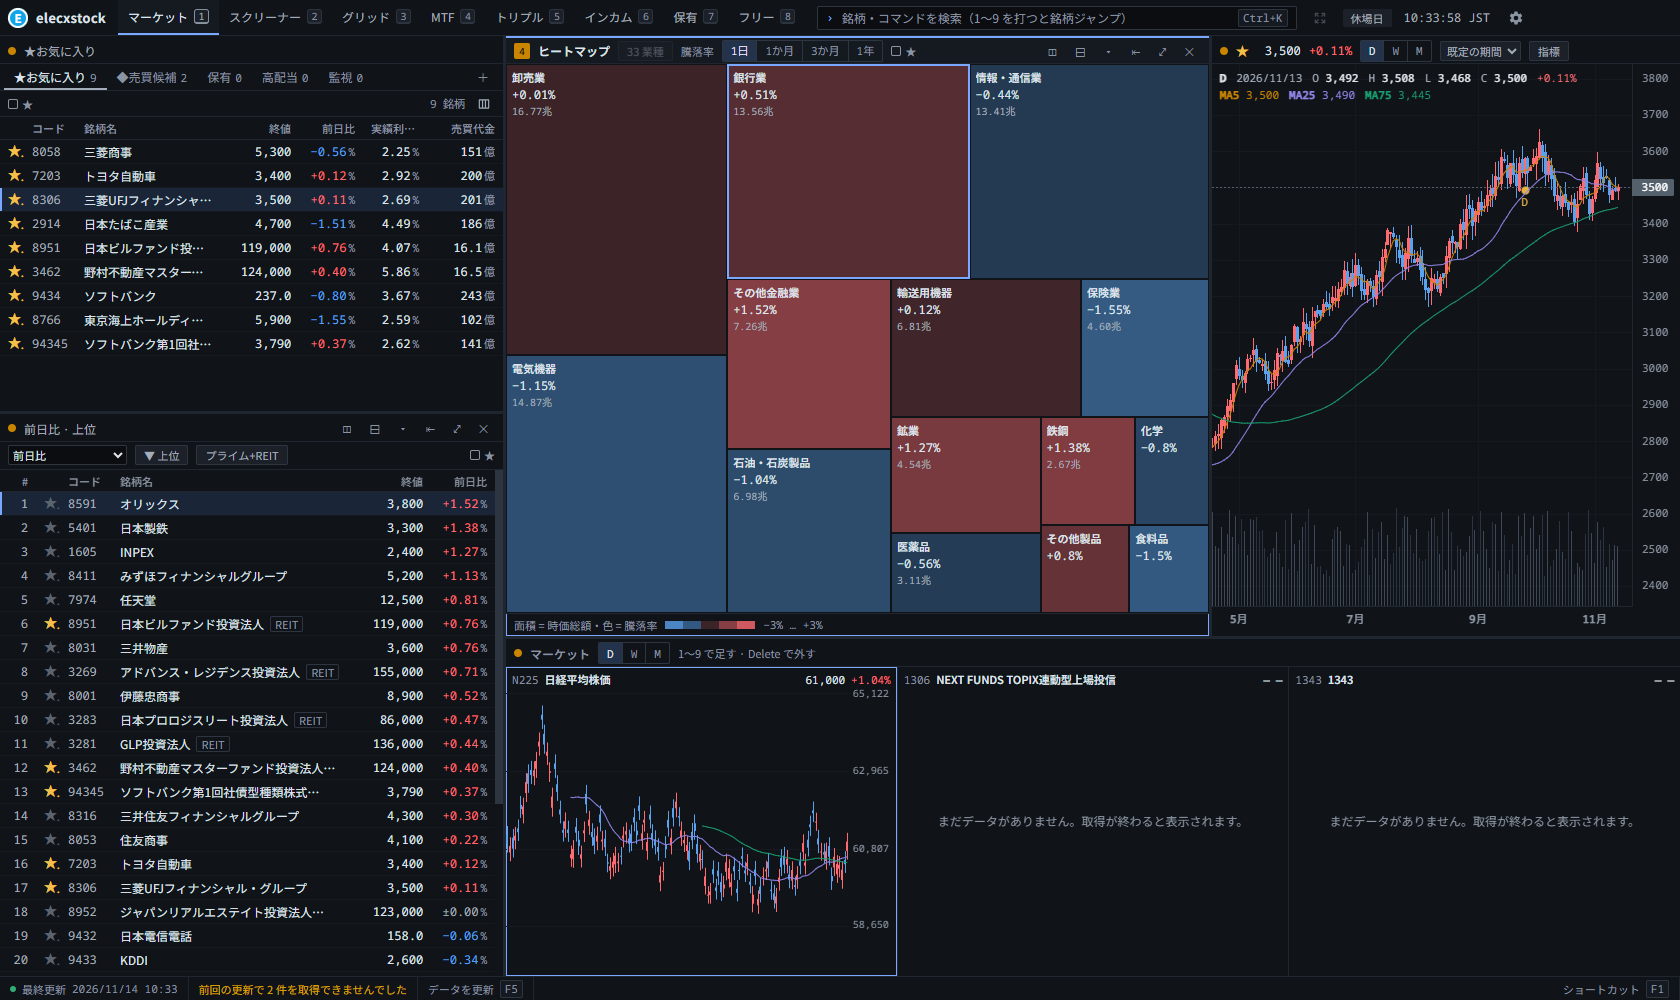 elecxstock
マーケット 1 スクリーナー 2 グリッド 3 MTF 4 トリプル 5 インカム 6 保有 7 フリー 8
› 銘柄・コマンドを検索（1〜9 を打つと銘柄ジャンプ） Ctrl+K
休場日 10:33:58 JST
★お気に入り
★お気に入り 9 ◆売買候補 2 保有 0 高配当 0 監視 0 +
★ 9 銘柄
コード 銘柄名 終値 前日比 実績利… 売買代金
8058 三菱商事 5,300 −0.56% 2.25% 151億
7203 トヨタ自動車 3,400 +0.12% 2.92% 200億
8306 三菱UFJフィナンシャ… 3,500 +0.11% 2.69% 201億
2914 日本たばこ産業 4,700 −1.51% 4.49% 186億
8951 日本ビルファンド投… 119,000 +0.76% 4.07% 16.1億
3462 野村不動産マスター… 124,000 +0.40% 5.86% 16.5億
9434 ソフトバンク 237.0 −0.80% 3.67% 243億
8766 東京海上ホールディ… 5,900 −1.55% 2.59% 102億
94345 ソフトバンク第1回社… 3,790 +0.37% 2.62% 141億
前日比・上位
前日比 ▼上位 プライム+REIT ★
# コード 銘柄名 終値 前日比
1 8591 オリックス 3,800 +1.52%
2 5401 日本製鉄 3,300 +1.38%
3 1605 INPEX 2,400 +1.27%
4 8411 みずほフィナンシャルグループ 5,200 +1.13%
5 7974 任天堂 12,500 +0.81%
6 8951 日本ビルファンド投資法人 REIT 119,000 +0.76%
7 8031 三井物産 3,600 +0.76%
8 3269 アドバンス・レジデンス投資法人 REIT 155,000 +0.71%
9 8001 伊藤忠商事 8,900 +0.52%
10 3283 日本プロロジスリート投資法人 REIT 86,000 +0.47%
11 3281 GLP投資法人 REIT 136,000 +0.44%
12 3462 野村不動産マスターファンド投資法人… 124,000 +0.40%
13 94345 ソフトバンク第1回社債型種類株式… 3,790 +0.37%
14 8316 三井住友フィナンシャルグループ 4,300 +0.30%
15 8053 住友商事 4,100 +0.22%
16 7203 トヨタ自動車 3,400 +0.12%
17 8306 三菱UFJフィナンシャル・グループ 3,500 +0.11%
18 8952 ジャパンリアルエステイト投資法人… 123,000 ±0.00%
19 9432 日本電信電話 158.0 −0.06%
20 9433 KDDI 2,600 −0.34%
4 ヒートマップ 33業種 騰落率 1日 1か月 3か月 1年 ★
卸売業
+0.01%
16.77兆
銀行業
+0.51%
13.56兆
情報・通信業
−0.44%
13.41兆
電気機器
−1.15%
14.87兆
その他金融業
+1.52%
7.26兆
輸送用機器
+0.12%
6.81兆
保険業
−1.55%
4.60兆
石油・石炭製品
−1.04%
6.98兆
鉱業
+1.27%
4.54兆
鉄鋼
+1.38%
2.67兆
化学
−0.8%
医薬品
−0.56%
3.11兆
その他製品
+0.8%
食料品
−1.5%
面積＝時価総額・色＝騰落率 −3% … +3%
★ 3,500 +0.11% D W M 既定の期間 指標
D 2026/11/13 O 3,492 H 3,508 L 3,468 C 3,500 +0.11%
MA5 3,500 MA25 3,490 MA75 3,445
3800
3700
3600
3500
3400
3300
3200
3100
3000
2900
2800
2700
2600
2500
2400
D
5月 7月 9月 11月
マーケット D W M 1〜9 で足す・Delete で外す
N225 日経平均株価 61,000 +1.04%
65,122
62,965
60,807
58,650
1306 NEXT FUNDS TOPIX連動型上場投信 – –
まだデータがありません。取得が終わると表示されます。
1343 1343 – –
まだデータがありません。取得が終わると表示されます。
最終更新 2026/11/14 10:33 前回の更新で 2 件を取得できませんでした データを更新 F5
ショートカット F1